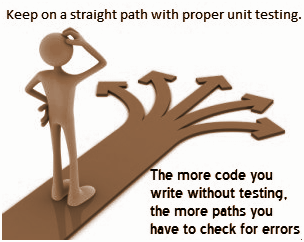 Keep on a straight path with proper unit testing.
The more code you
write without testing,
the more paths you
have to check for errors.